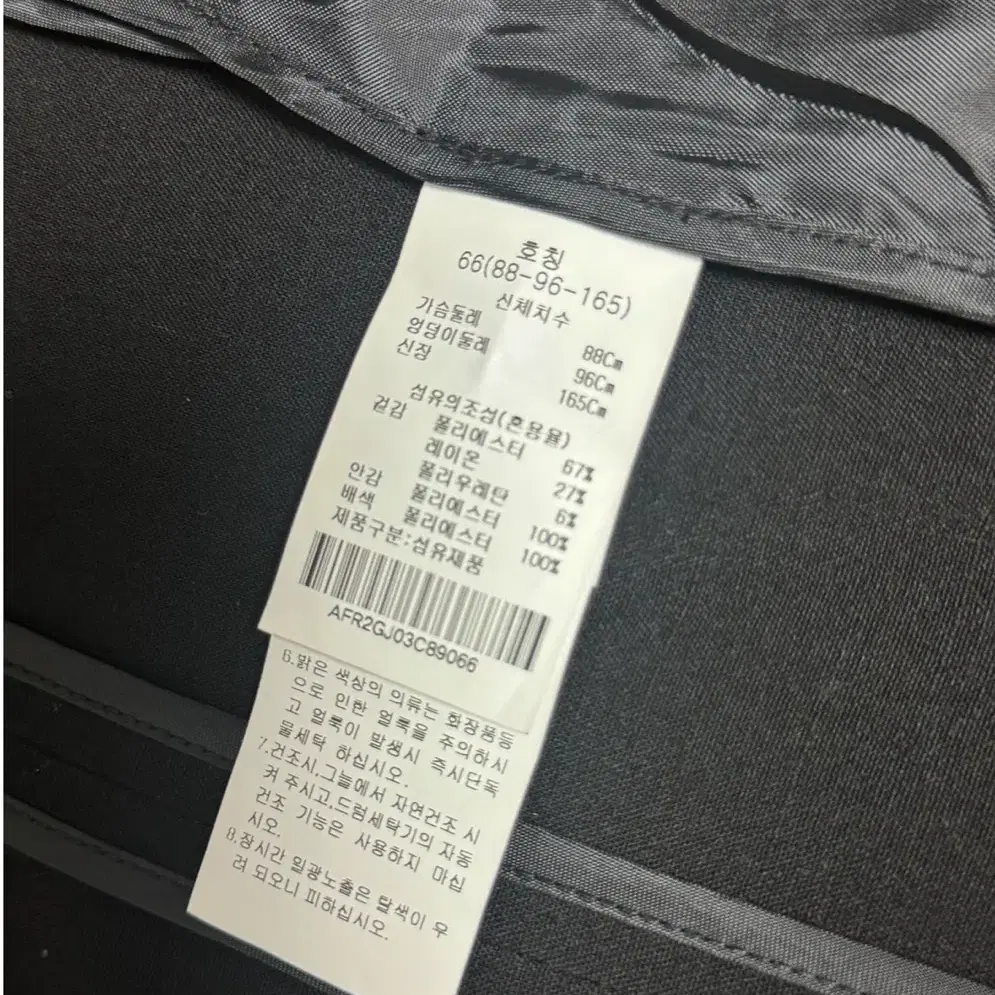 호칭
66(88-96-165)
신체치수
가슴둘레 88Cm
엉덩이둘레 96Cm
신장 165Cm
섬유의조성(혼용율)
겉감 폴리에스터 67%
레이온 27%
폴리우레탄 6%
안감 폴리에스터 100%
배색 폴리에스터 100%
제품구분:섬유제품
AFR2GJ03C89066
6.밝은 색상의 의류는 화장품등
으로 인한 얼룩을 주의하시
고 얼룩이 발생시 즉시단독
물세탁 하십시오.
7.건조시,그늘에서 자연건조 시
켜 주시고,드럼세탁기의 자동
건조 기능은 사용하지 마십
시오.
8.장시간 일광노출은 탈색이 우
려 되오니 피하십시오.